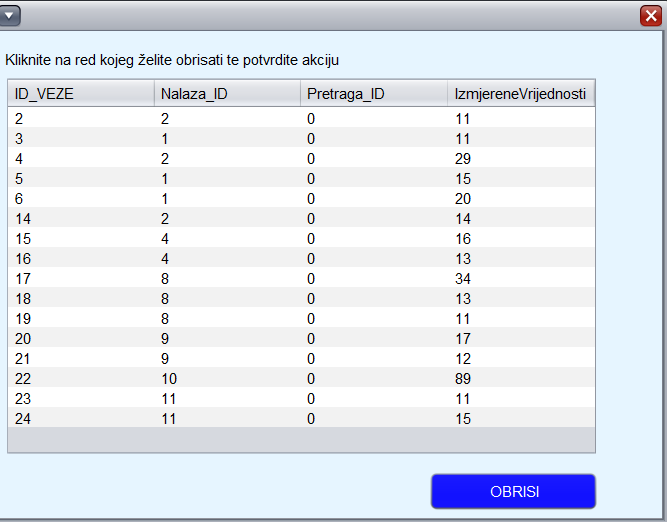 Kliknite na red kojeg želite obrisati te potvrdite akciju
ID_VEZE Nalaza_ID Pretraga_ID IzmjereneVrijednosti
2 2 0 11
3 1 0 11
4 2 0 29
5 1 0 15
6 1 0 20
14 2 0 14
15 4 0 16
16 4 0 13
17 8 0 34
18 8 0 13
19 8 0 11
20 9 0 17
21 9 0 12
22 10 0 89
23 11 0 11
24 11 0 15
OBRISI